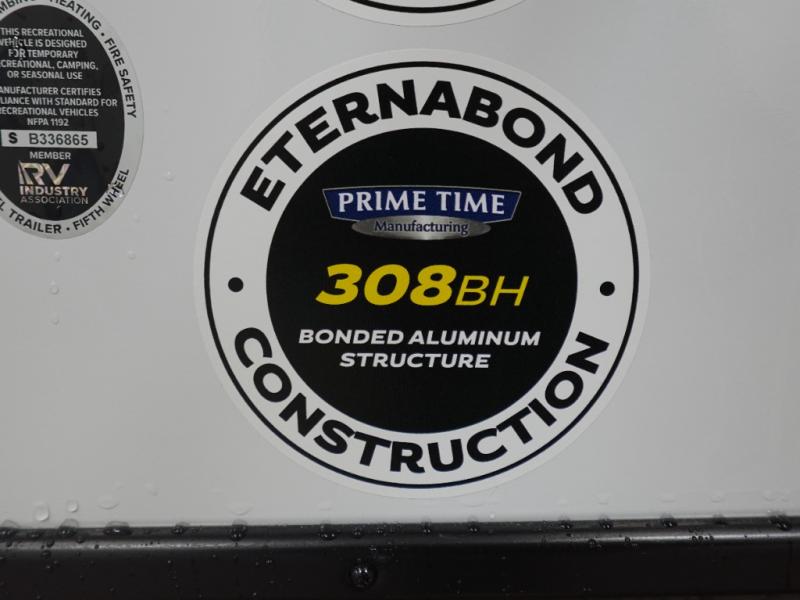 HEATING • FIRE SAFETY
THIS RECREATIONAL
VEHICLE IS DESIGNED
FOR TEMPORARY
RECREATIONAL, CAMPING,
OR SEASONAL USE
MANUFACTURER CERTIFIES
COMPLIANCE WITH STANDARD FOR
RECREATIONAL VEHICLES
NFPA 1192
S B336865
MEMBER
RV
INDUSTRY
ASSOCIATION
TRAILER • FIFTH WHEEL
ETERNABOND
PRIME TIME
Manufacturing
308BH
BONDED ALUMINUM
STRUCTURE
CONSTRUCTION